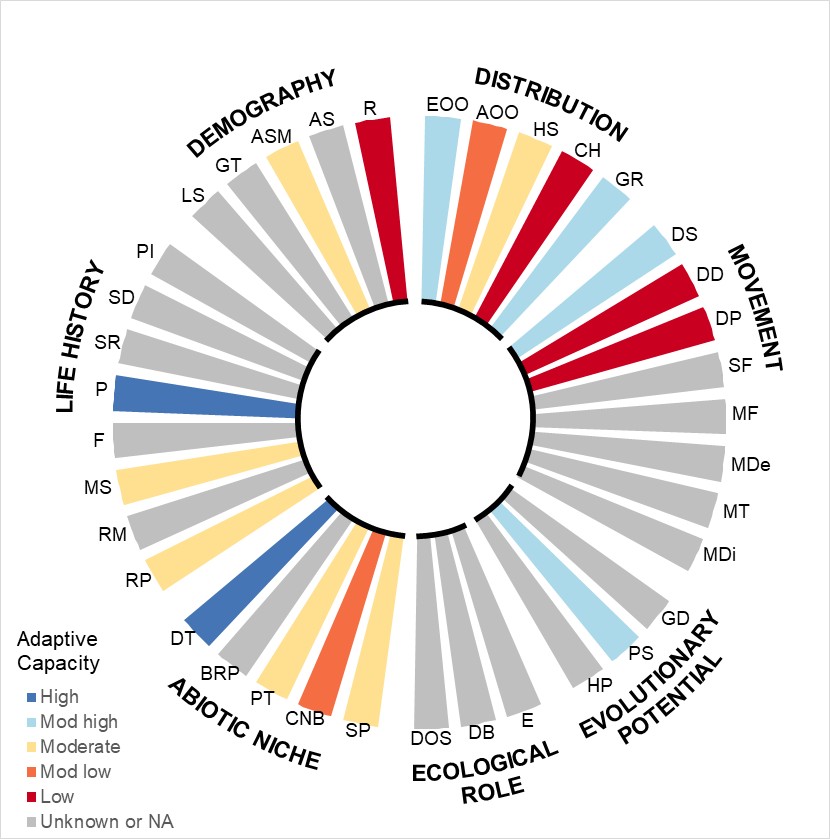 DEMOGRAPHY
DISTRIBUTION
MOVEMENT
EVOLUTIONARY
POTENTIAL
ECOLOGICAL
ROLE
ABIOTIC NICHE
LIFE HISTORY
EOO
AOO
HS
CH
GR
DS
DD
DP
SF
MF
MDe
MT
MDi
GD
PS
HP
E
DB
DOS
SP
CNB
PT
BRP
DT
RP
RM
MS
F
P
SR
SD
PI
LS
GT
ASM
AS
R
Adaptive
Capacity
High
Mod high
Moderate
Mod low
Low
Unknown or NA